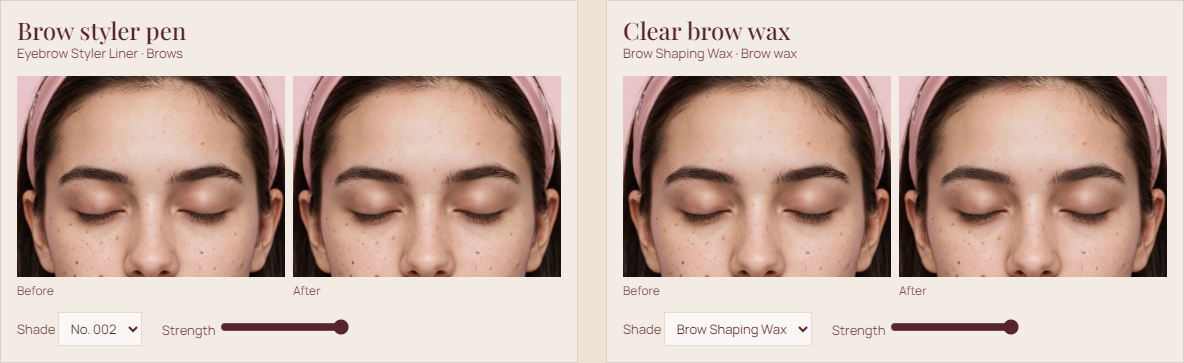 Brow styler pen
Eyebrow Styler Liner · Brows
Before
After
Shade
No. 002
Strength
Clear brow wax
Brow Shaping Wax · Brow wax
Before
After
Shade
Brow Shaping Wax
Strength